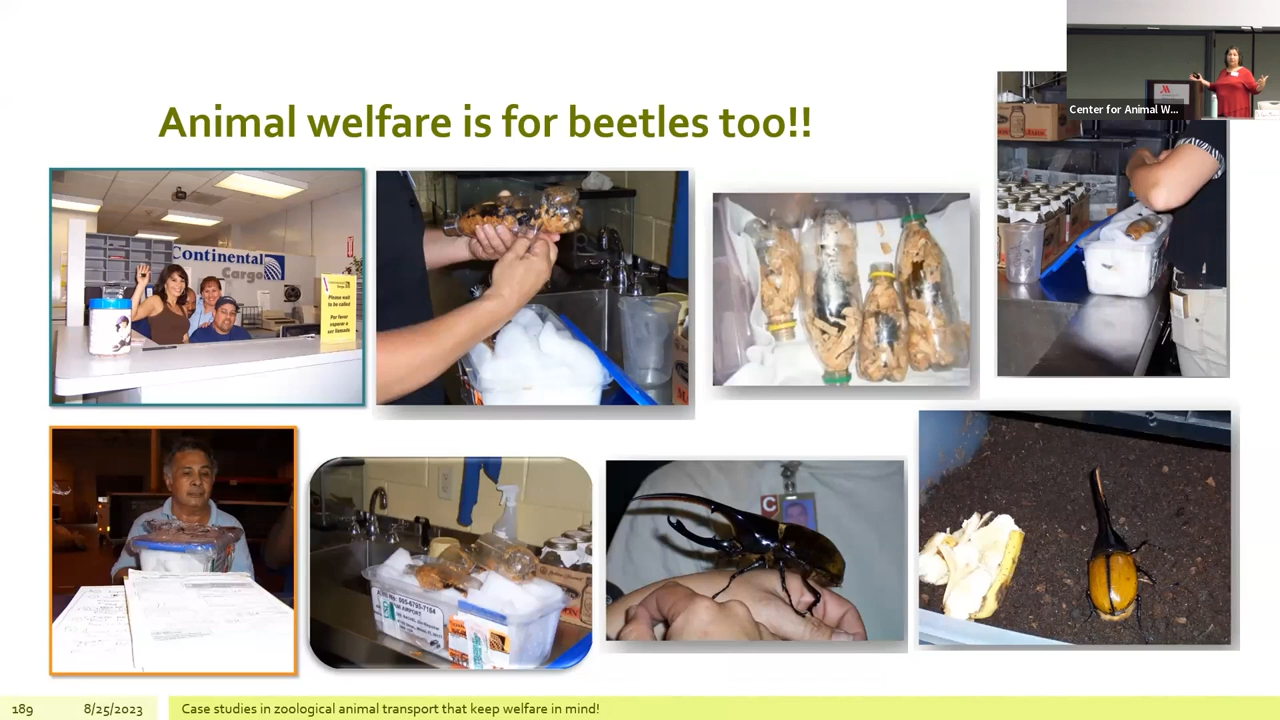 Center for Animal W...
Animal welfare is for beetles too!!
Continental
Cargo
Please wait
to be called
Por favor
esperar a
ser llamado
AIRPORT
C
189
8/25/2023
Case studies in zoological animal transport that keep welfare in mind!